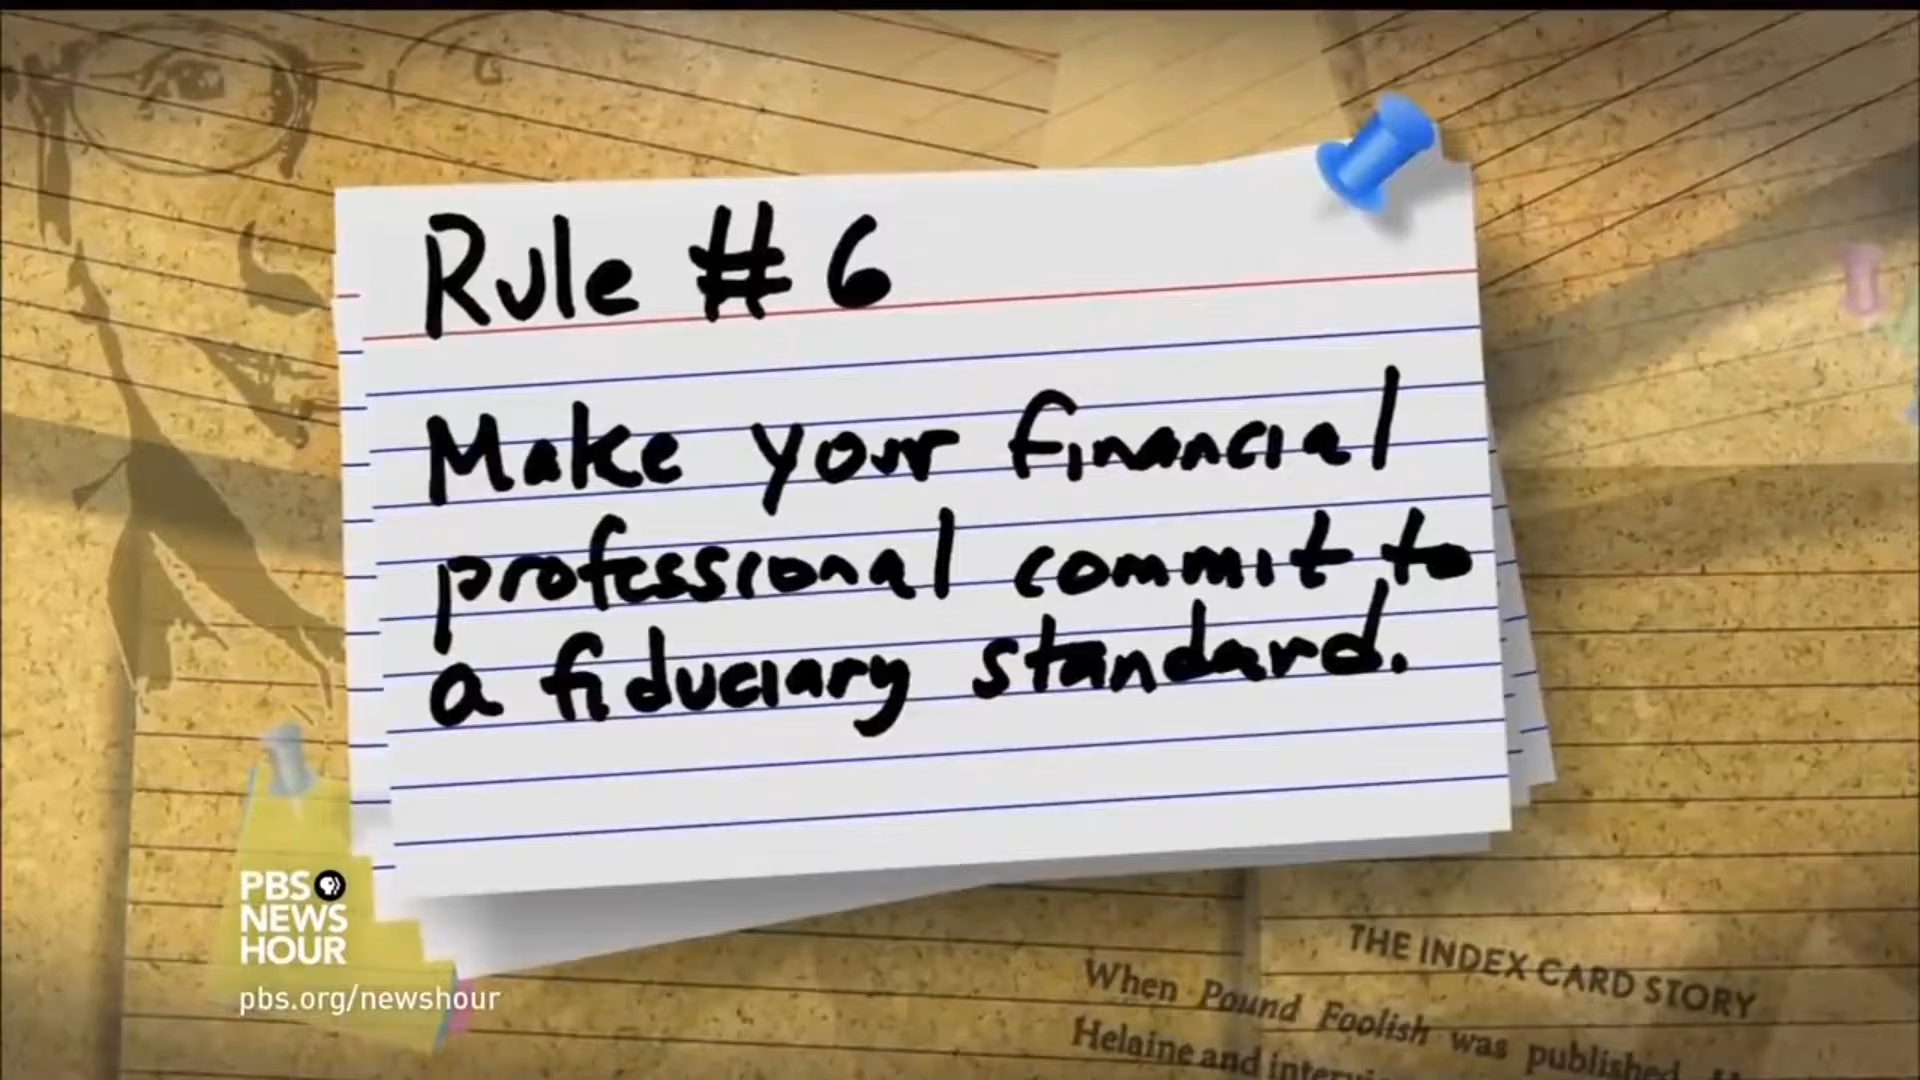 Rule #6
Make your financial
professional commit to
a fiduciary standard.
PBS
NEWS
HOUR
pbs.org/newshour
THE INDEX CARD STORY
When Pound Foolish was published
Helaine and